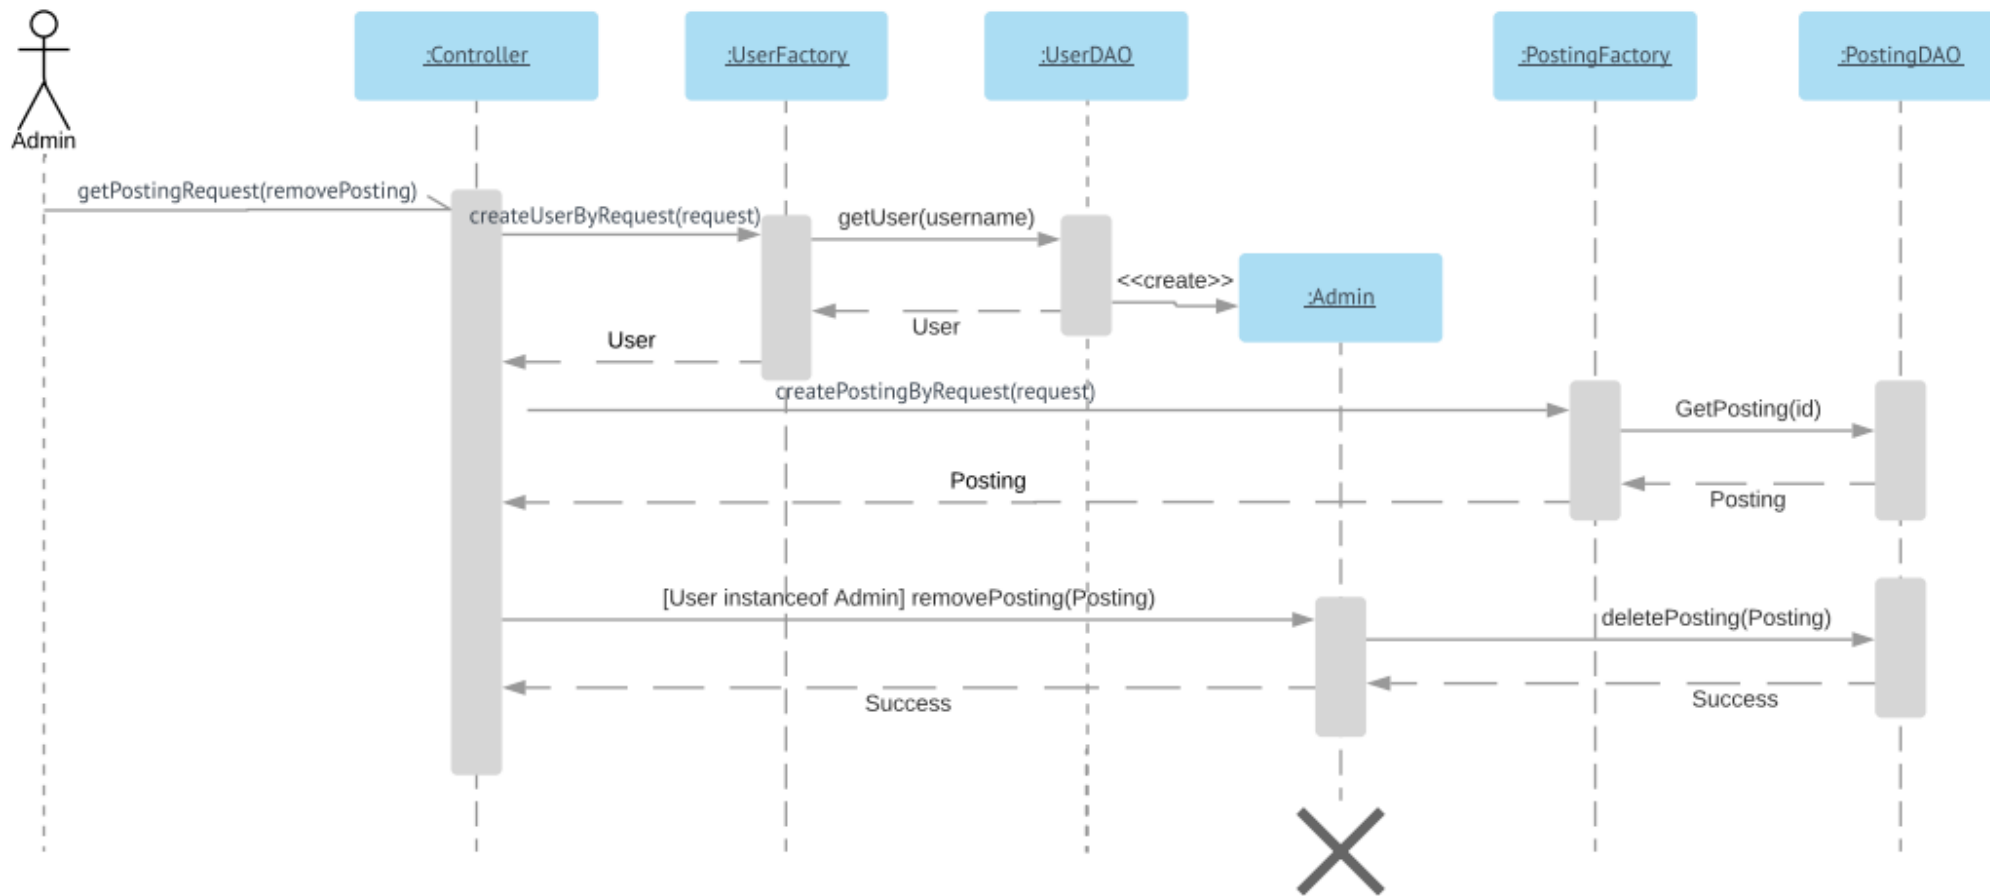 :Controller
:UserFactory
:UserDAO
:PostingFactory
:PostingDAO
Admin
getPostingRequest(removePosting)
createUserByRequest(request)
getUser(username)
<<create>>
:Admin
User
User
createPostingByRequest(request)
GetPosting(id)
Posting
Posting
[User instanceof Admin] removePosting(Posting)
deletePosting(Posting)
Success
Success